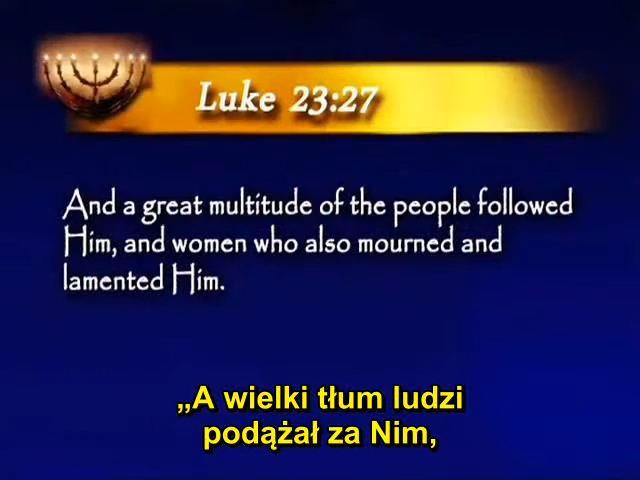 Luke 23:27
And a great multitude of the people followed
Him, and women who also mourned and
lamented Him.
„A wielki tłum ludzi
podążał za Nim,